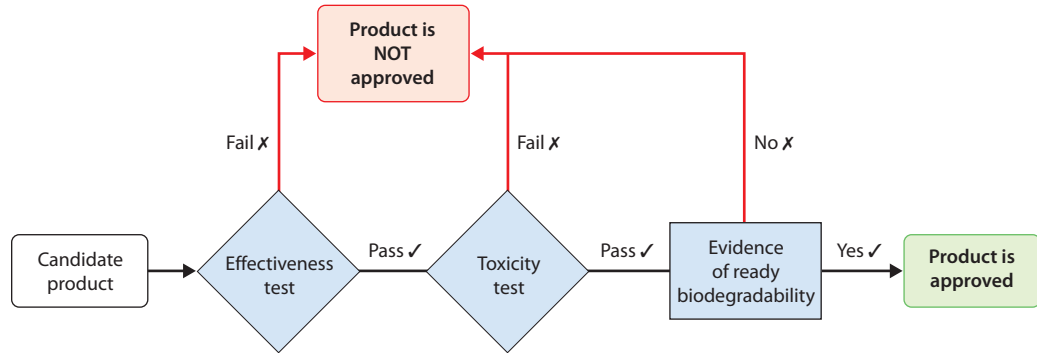 Product is
NOT
approved
Fail ✗
Fail ✗
No ✗
Candidate
product
Effectiveness
test
Pass ✓
Toxicity
test
Pass ✓
Evidence
of ready
biodegradability
Yes ✓
Product is
approved